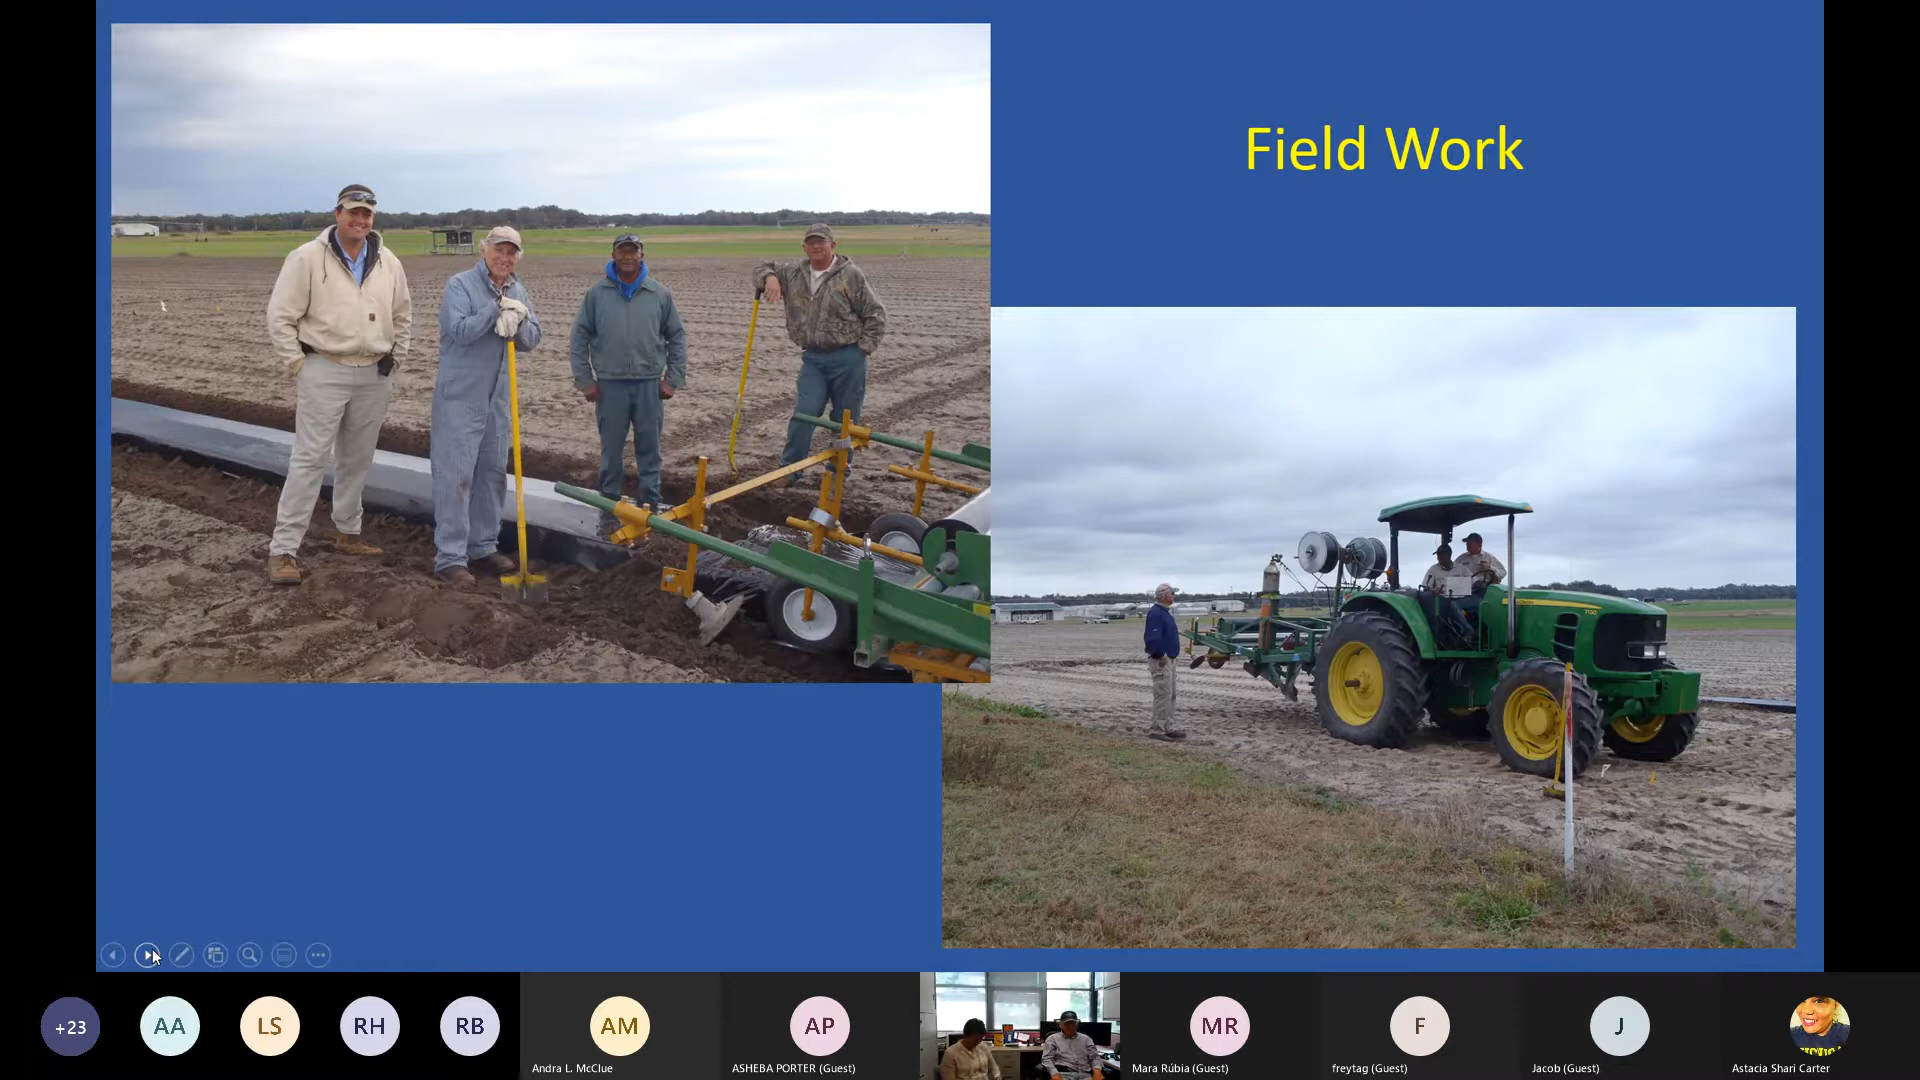 Field Work
+23
AA
LS
RH
RB
AM
AP
MR
F
J
Andra L. McClue
ASHEBA PORTER (Guest)
Mara Rúbia (Guest)
freytag (Guest)
Jacob (Guest)
Astacia Shari Carter